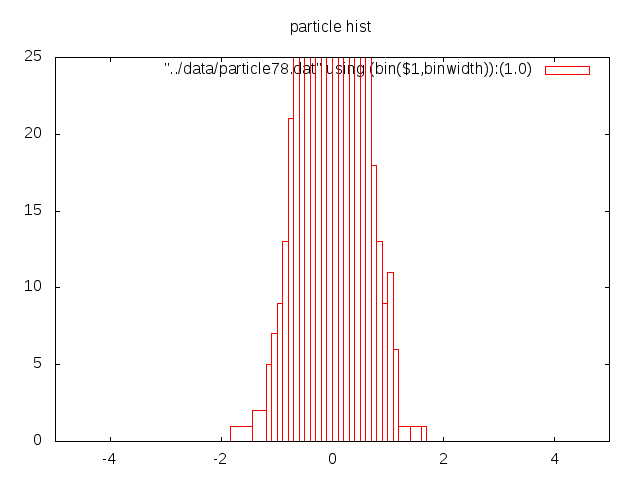 particle hist
"../data/particle78.dat" using (bin($1,binwidth)):(1.0)
25
20
15
10
5
0
-4 -2 0 2 4